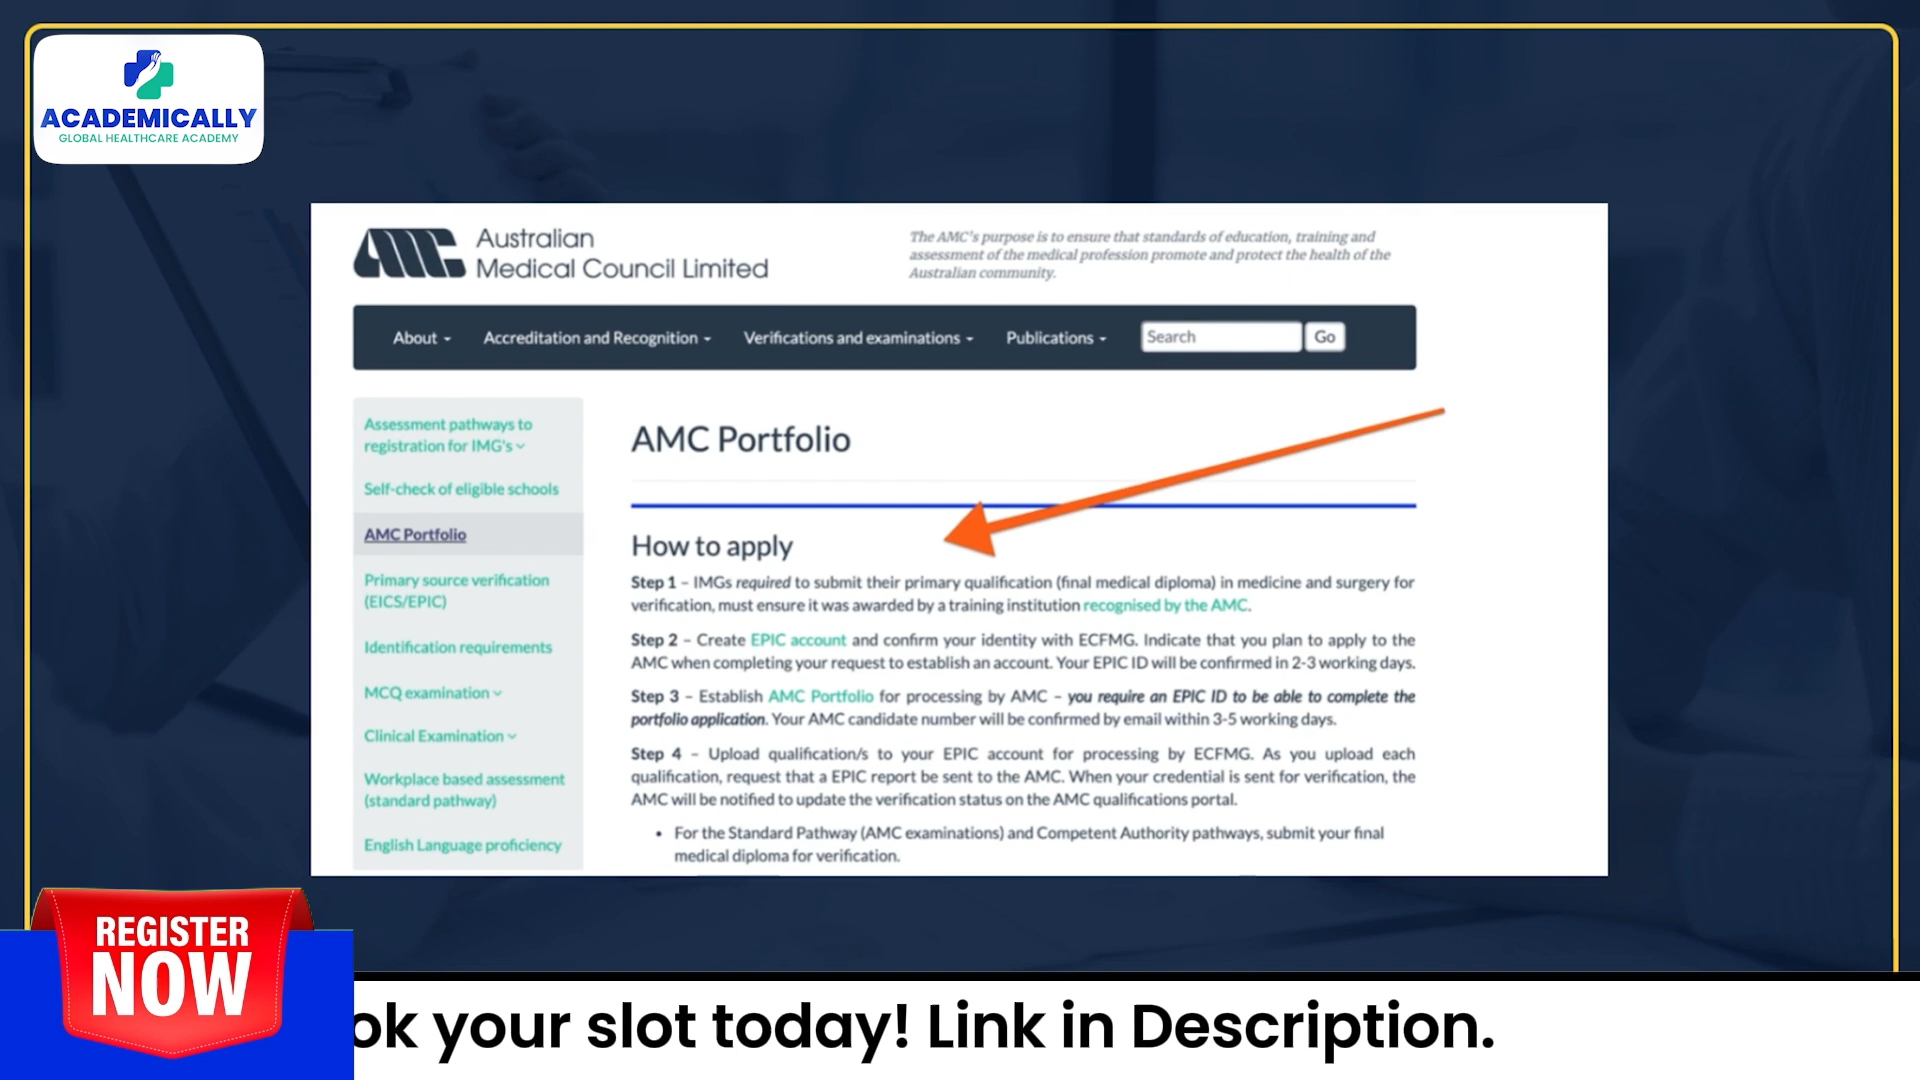 ACADEMICALLY
GLOBAL HEALTHCARE ACADEMY
AMC
Australian
Medical Council Limited
The AMC's purpose is to ensure that standards of education, training and
assessment of the medical profession promote and protect the health of the
Australian community.
About
Accreditation and Recognition
Verifications and examinations
Publications
Search
Go
Assessment pathways to
registration for IMG's
Self-check of eligible schools
AMC Portfolio
Primary source verification
(EICS/EPIC)
Identification requirements
MCQ examination
Clinical Examination
Workplace based assessment
(standard pathway)
English Language proficiency
AMC Portfolio
How to apply
Step 1 – IMGs required to submit their primary qualification (final medical diploma) in medicine and surgery for
verification, must ensure it was awarded by a training institution recognised by the AMC.
Step 2 – Create EPIC account and confirm your identity with ECFMG. Indicate that you plan to apply to the
AMC when completing your request to establish an account. Your EPIC ID will be confirmed in 2-3 working days.
Step 3 – Establish AMC Portfolio for processing by AMC – you require an EPIC ID to be able to complete the
portfolio application. Your AMC candidate number will be confirmed by email within 3-5 working days.
Step 4 – Upload qualification/s to your EPIC account for processing by ECFMG. As you upload each
qualification, request that a EPIC report be sent to the AMC. When your credential is sent for verification, the
AMC will be notified to update the verification status on the AMC qualifications portal.
• For the Standard Pathway (AMC examinations) and Competent Authority pathways, submit your final
medical diploma for verification.
REGISTER
NOW
ok your slot today! Link in Description.